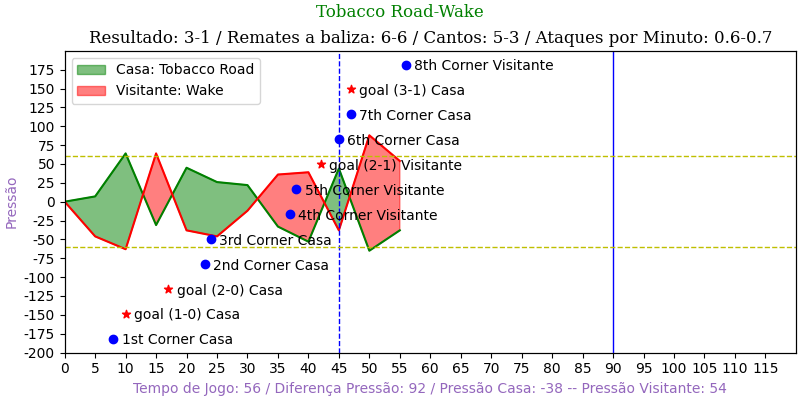 Tobacco Road-Wake
Resultado: 3-1 / Remates a baliza: 6-6 / Cantos: 5-3 / Ataques por Minuto: 0.6-0.7
Casa: Tobacco Road
Visitante: Wake
8th Corner Visitante
goal (3-1) Casa
7th Corner Casa
6th Corner Casa
goal (2-1) Visitante
5th Corner Visitante
4th Corner Visitante
3rd Corner Casa
2nd Corner Casa
goal (2-0) Casa
goal (1-0) Casa
1st Corner Casa
Pressão
175
150
125
100
75
50
25
0
-25
-50
-75
-100
-125
-150
-175
-200
0 5 10 15 20 25 30 35 40 45 50 55 60 65 70 75 80 85 90 95 100 105 110 115
Tempo de Jogo: 56 / Diferença Pressão: 92 / Pressão Casa: -38 -- Pressão Visitante: 54